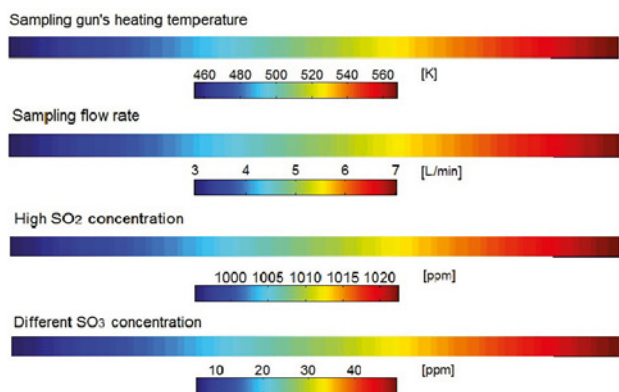 Sampling gun's heating temperature
460 480 500 520 540 560 [K]
Sampling flow rate
3 4 5 6 7 [L/min]
High SO2 concentration
1000 1005 1010 1015 1020 [ppm]
Different SO3 concentration
10 20 30 40 [ppm]